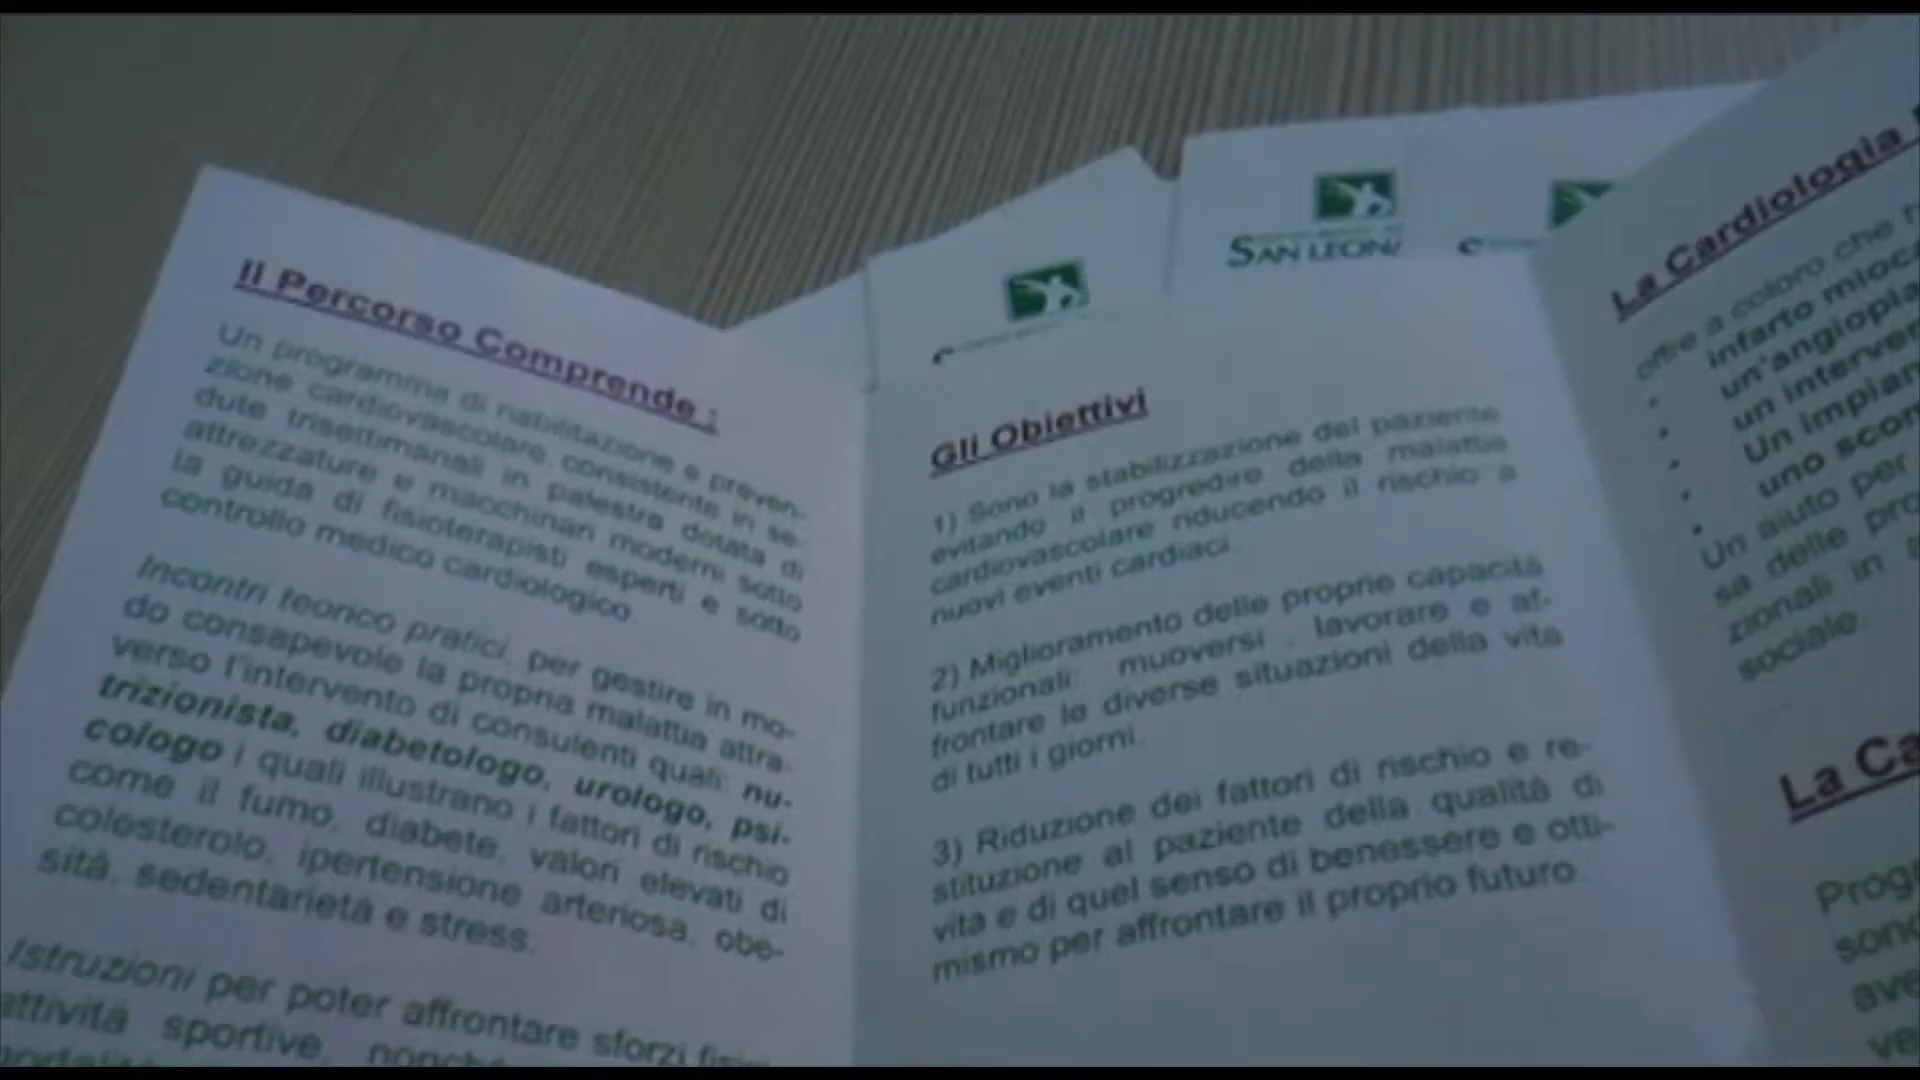 Il Percorso Comprende :
Un programma di riabilitazione e preven-
zione cardiovascolare, consistente in se-
dute trisettimanali in palestra dotata di
attrezzature e macchinari moderni sotto
la guida di fisioterapisti esperti e sotto
controllo medico cardiologico
Incontri teorico pratici, per gestire in mo-
do consapevole la propria malattia attra-
verso l'intervento di consulenti quali: nu-
trizionista, diabetologo, urologo, psi-
cologo i quali illustrano i fattori di rischio
come il fumo, diabete, valori elevati di
colesterolo, ipertensione arteriosa, obe-
sità, sedentarietà e stress.
Istruzioni per poter affrontare sforzi fisici
attività sportive, nonché
SAN LEONA
Gli Obiettivi
1) Sono la stabilizzazione del paziente
evitando il progredire della malattia
cardiovascolare riducendo il rischio a
nuovi eventi cardiaci
2) Miglioramento delle proprie capacità
funzionali: muoversi , lavorare e af-
frontare le diverse situazioni della vita
di tutti i giorni.
3) Riduzione dei fattori di rischio e re-
stituzione al paziente della qualità di
vita e di quel senso di benessere e otti-
mismo per affrontare il proprio futuro.
La Cardiologia
offre a coloro che
infarto mioc
un'angiopla
un interven
Un impian
uno scom
Un aiuto per
sa delle pro
zionali in
sociale.
La Ca
Prog
sono
ave
ve